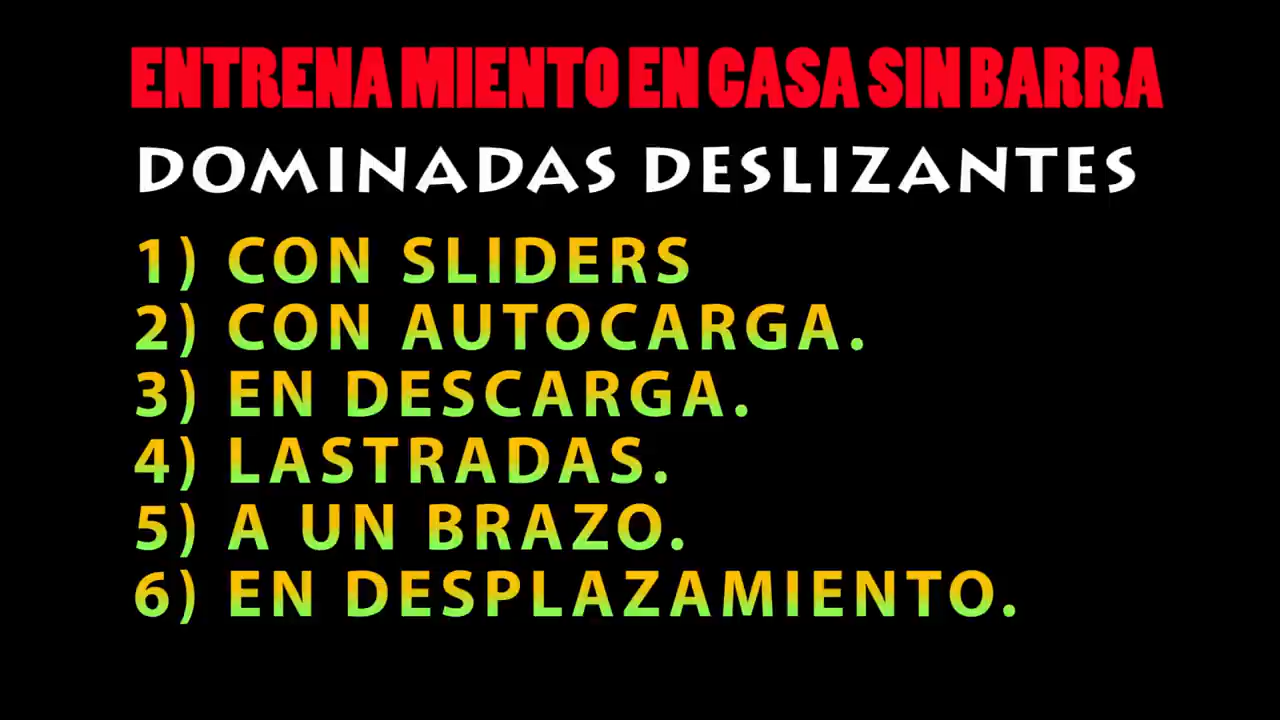 ENTRENA MIENTO EN CASA SIN BARRA
DOMINADAS DESLIZANTES
1) CON SLIDERS
2) CON AUTOCARGA.
3) EN DESCARGA.
4) LASTRADAS.
5) A UN BRAZO.
6) EN DESPLAZAMIENTO.